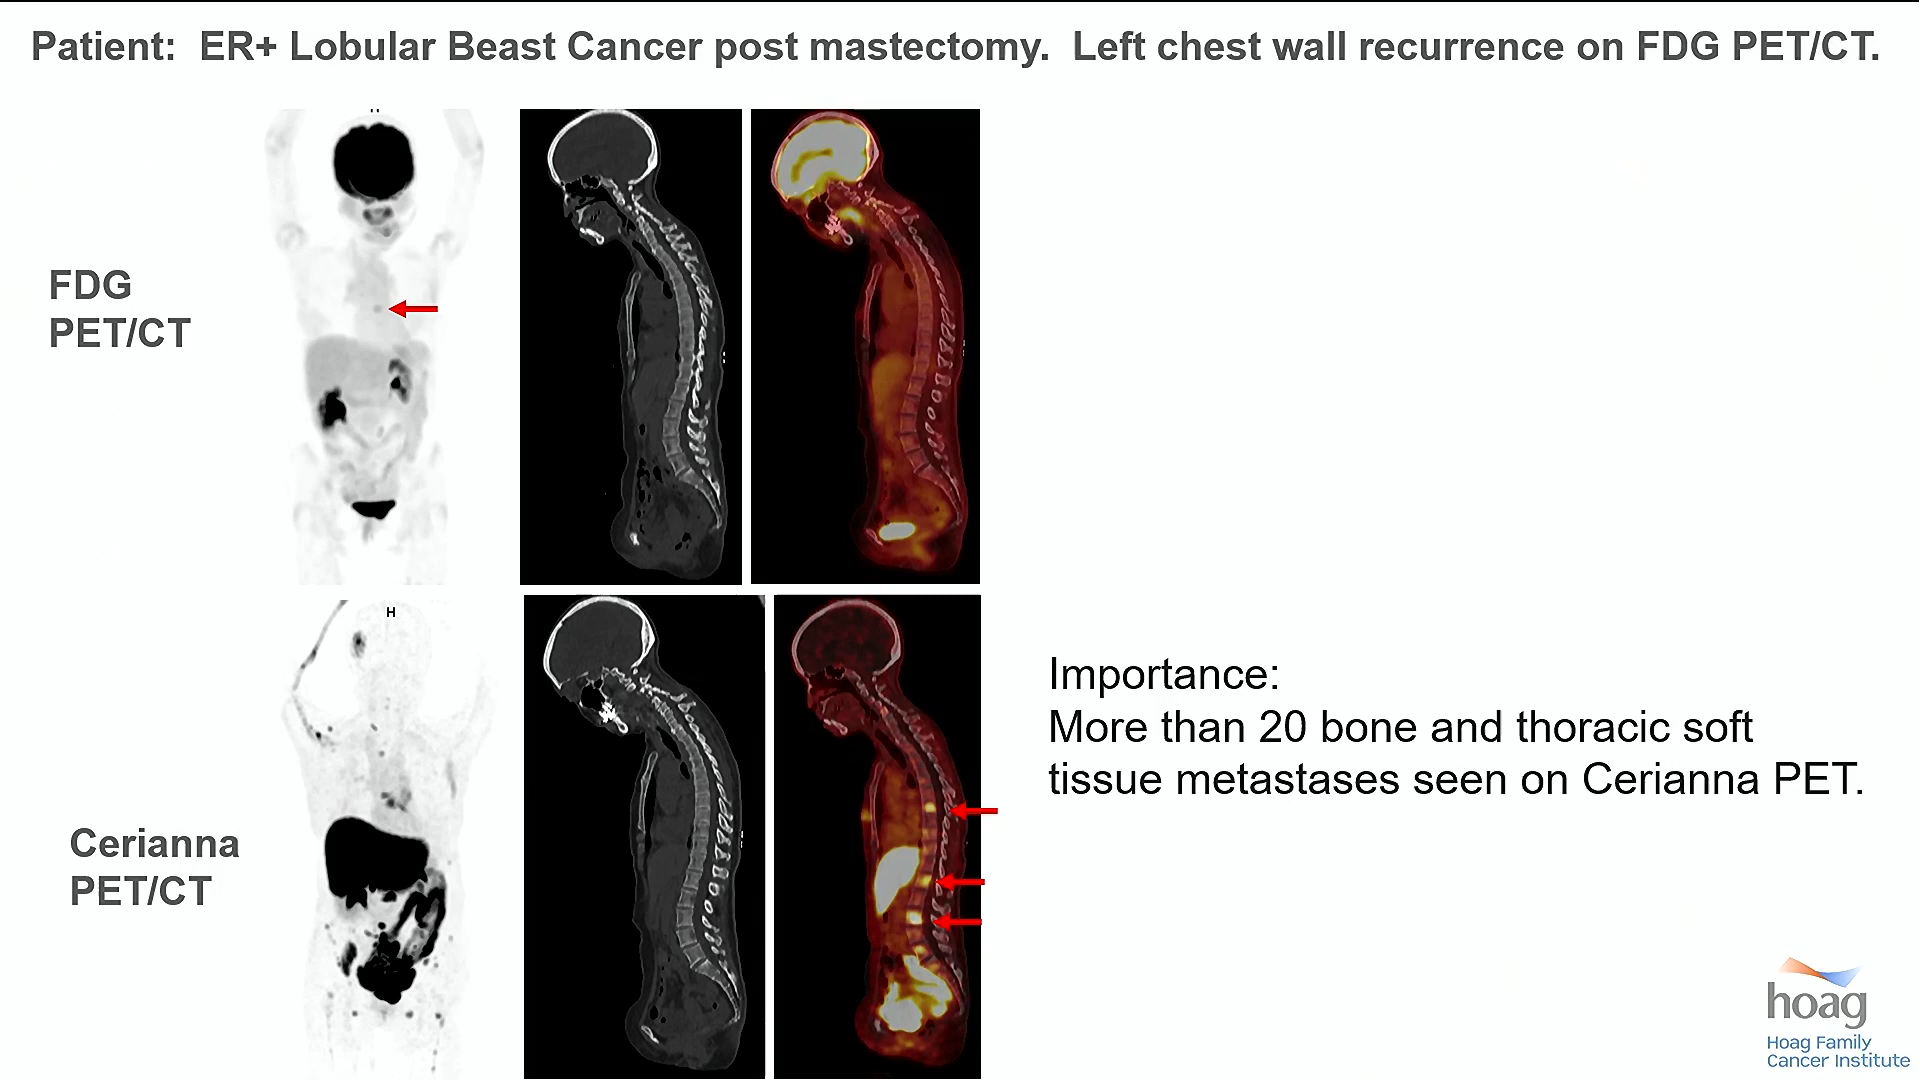 Patient:  ER+ Lobular Beast Cancer post mastectomy.  Left chest wall recurrence on FDG PET/CT.
FDG
PET/CT
H
Cerianna
PET/CT
Importance:
More than 20 bone and thoracic soft
tissue metastases seen on Cerianna PET.
hoag
Hoag Family
Cancer Institute